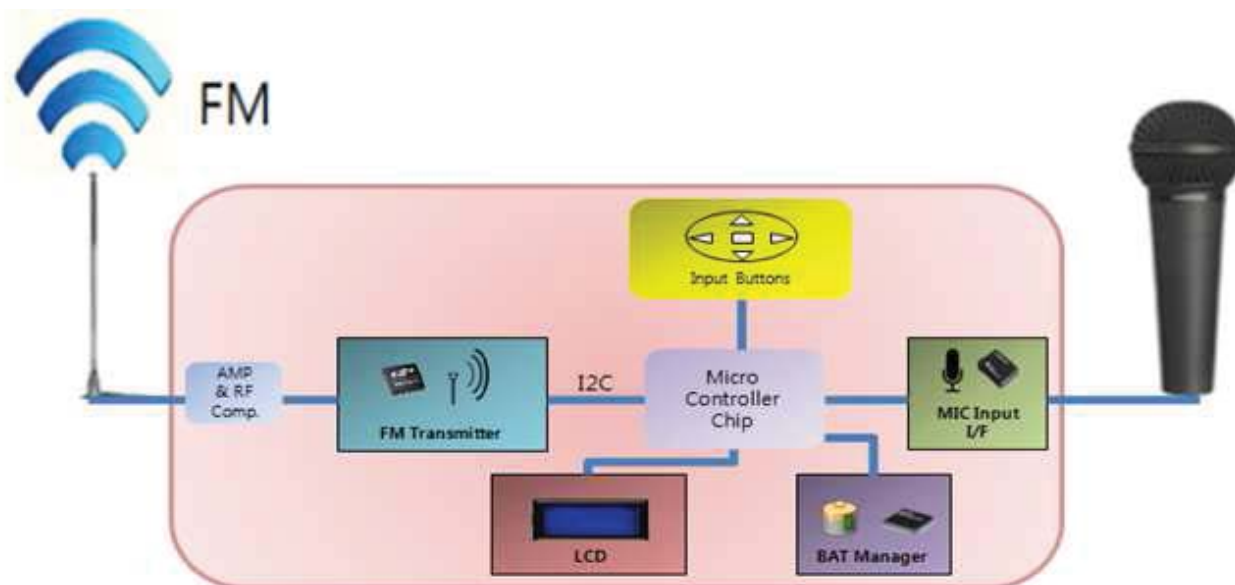 FM
Input Buttons
AMP
& RF
Comp.
FM Transmitter
I2C
Micro
Controller
Chip
MIC Input
I/F
LCD
BAT Manager